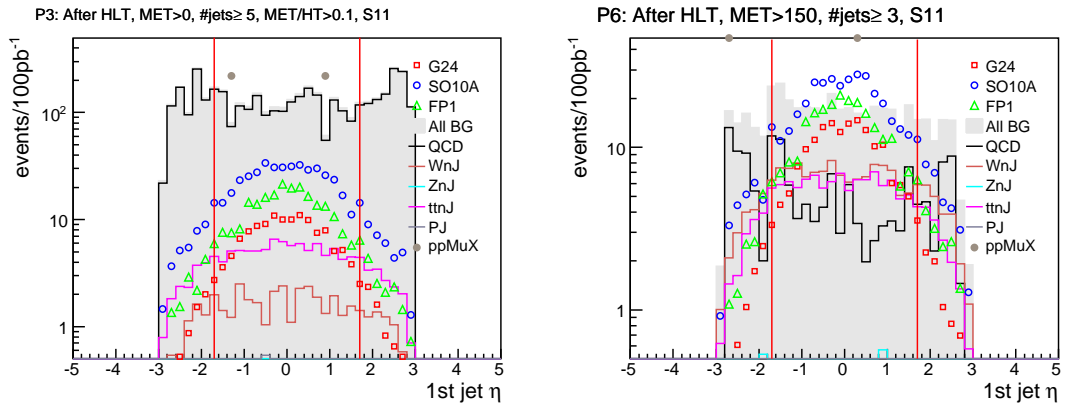 P3: After HLT, MET>0, #jets≥ 5, MET/HT>0.1, S11
events/100pb⁻¹
10²
10
1
G24
SO10A
FP1
All BG
QCD
WnJ
ZnJ
ttnJ
PJ
ppMuX
-5 -4 -3 -2 -1 0 1 2 3 4 5
1st jet η
P6: After HLT, MET>150, #jets≥ 3, S11
events/100pb⁻¹
10
1
G24
SO10A
FP1
All BG
QCD
WnJ
ZnJ
ttnJ
PJ
ppMuX
-5 -4 -3 -2 -1 0 1 2 3 4 5
1st jet η